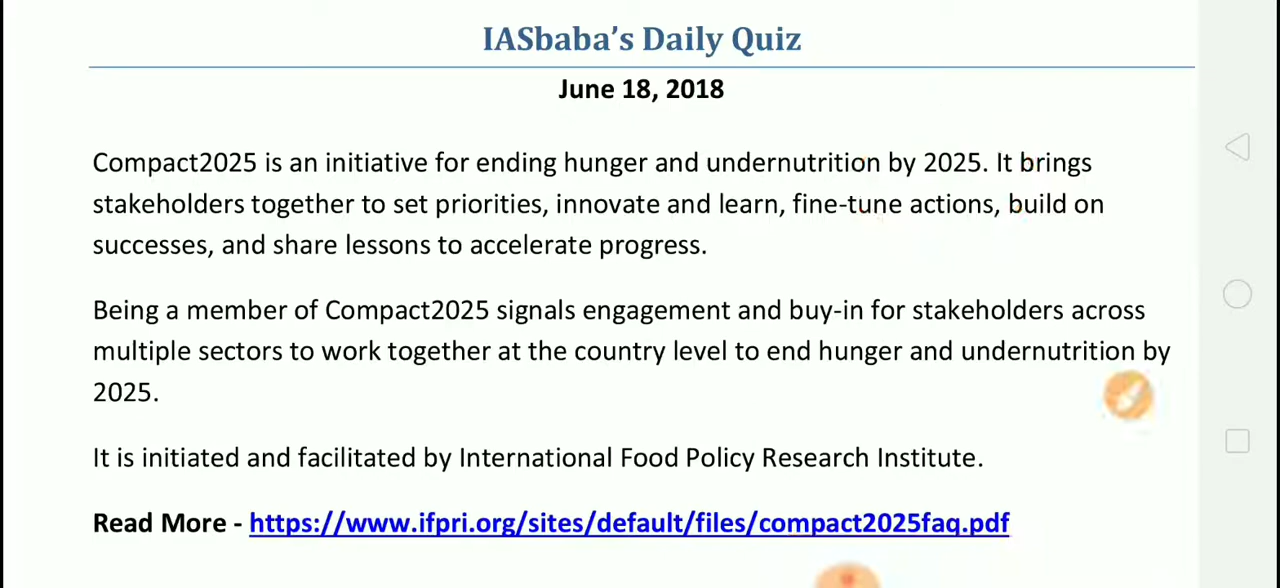 IASbaba's Daily Quiz
June 18, 2018
Compact2025 is an initiative for ending hunger and undernutrition by 2025. It brings
stakeholders together to set priorities, innovate and learn, fine-tune actions, build on
successes, and share lessons to accelerate progress.
Being a member of Compact2025 signals engagement and buy-in for stakeholders across
multiple sectors to work together at the country level to end hunger and undernutrition by
2025.
It is initiated and facilitated by International Food Policy Research Institute.
Read More - https://www.ifpri.org/sites/default/files/compact2025faq.pdf